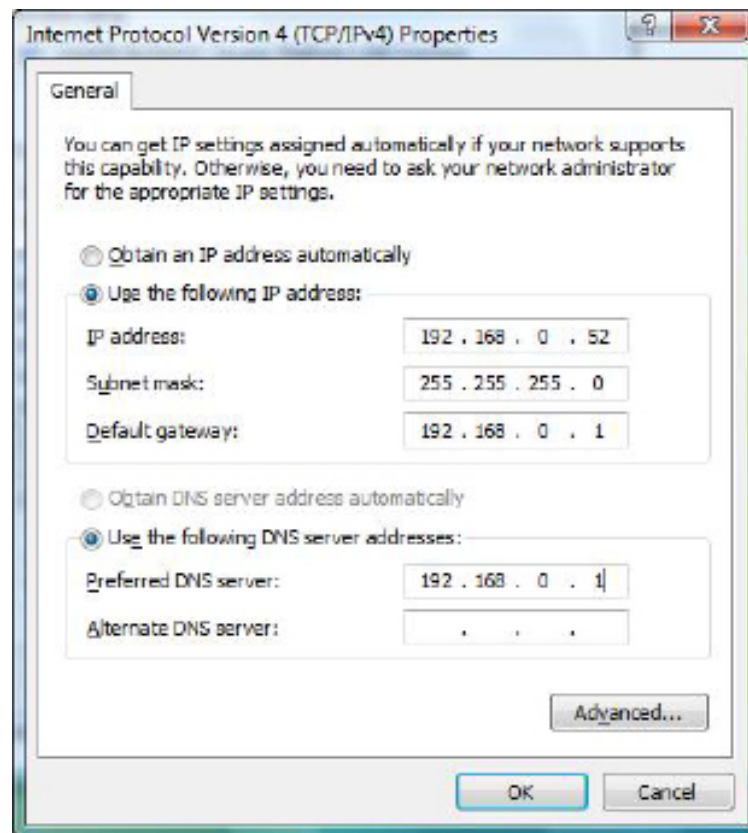 Internet Protocol Version 4 (TCP/IPv4) Properties
General
You can get IP settings assigned automatically if your network supports
this capability. Otherwise, you need to ask your network administrator
for the appropriate IP settings.
Obtain an IP address automatically
Use the following IP address:
IP address: 192 . 168 . 0 . 52
Subnet mask: 255 . 255 . 255 . 0
Default gateway: 192 . 168 . 0 . 1
Obtain DNS server address automatically
Use the following DNS server addresses:
Preferred DNS server: 192 . 168 . 0 . 1
Alternate DNS server: . . .
Advanced...
OK Cancel